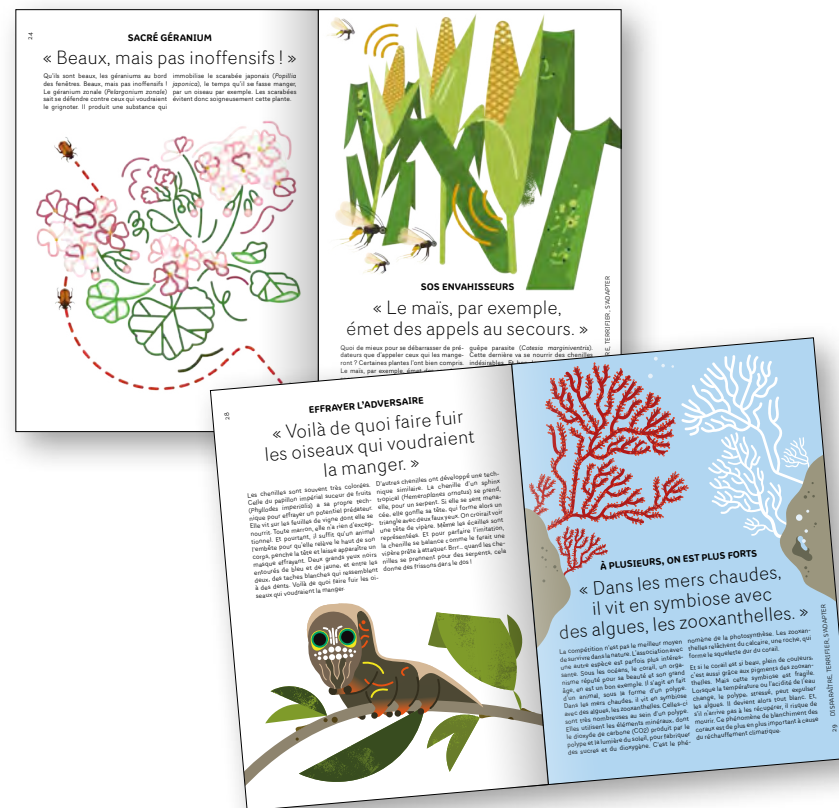 24
SACRÉ GÉRANIUM
« Beaux, mais pas inoffensifs ! »
Qu'ils sont beaux, les géraniums au bord
des fenêtres. Beaux, mais pas inoffensifs !
Le géranium zonale (Pelargonium zonale)
sait se défendre contre ceux qui voudraient
le grignoter. Il produit une substance qui
immobilise le scarabée japonais (Popillia
japonica), le temps qu'il se fasse manger,
par un oiseau par exemple. Les scarabées
évitent donc soigneusement cette plante.
SOS ENVAHISSEURS
« Le maïs, par exemple,
émet des appels au secours. »
Quoi de mieux pour se débarrasser de pré-
dateurs que d'appeler ceux qui les mange-
ront ? Certaines plantes l'ont bien compris.
Le maïs, par exemple, émet des
guêpe parasite (Cotesia marginiventris).
Cette dernière va se nourrir des chenilles
indésirables. Et
RE, TERRIFIER, S'ADAPTER
28
EFFRAYER L'ADVERSAIRE
« Voilà de quoi faire fuir
les oiseaux qui voudraient
la manger. »
Les chenilles sont souvent très colorées.
Celle du papillon impérial suceur de fruits
(Phyllodes imperialis) a sa propre tech-
nique pour effrayer un potentiel prédateur.
Elle vit sur les feuilles de vigne dont elle se
nourrit. Toute marron, elle n'a rien d'excep-
tionnel. Et pourtant, il suffit qu'un animal
l'embête pour qu'elle relève le haut de son
corps, penche la tête et laisse apparaître un
masque effrayant. Deux grands yeux noirs
entourés de bleu et de jaune, et entre les
deux, des taches blanches qui ressemblent
à des dents. Voilà de quoi faire fuir les oi-
seaux qui voudraient la manger.
D'autres chenilles ont développé une tech-
nique similaire. La chenille d'un sphinx
tropical (Hemeroplanes ornatus) se prend,
elle, pour un serpent. Si elle se sent mena-
cée, elle gonfle sa tête, qui forme alors un
triangle avec deux faux yeux. On croirait voir
une tête de vipère. Même les écailles sont
représentées. Et pour parfaire l'imitation,
la chenille se balance comme le ferait une
vipère prête à attaquer. Brrr... quand les che-
nilles se prennent pour des serpents, cela
donne des frissons dans le dos !
À PLUSIEURS, ON EST PLUS FORTS
« Dans les mers chaudes,
il vit en symbiose avec
des algues, les zooxanthelles. »
La compétition n'est pas le meilleur moyen
de survivre dans la nature. L'association avec
une autre espèce est parfois plus intéres-
sante. Sous les océans, le corail, un orga-
nisme réputé pour sa beauté et son grand
âge, en est un bon exemple. Il s'agit en fait
d'un animal, sous la forme d'un polype.
Dans les mers chaudes, il vit en symbiose
avec des algues, les zooxanthelles. Celles-ci
sont très nombreuses au sein d'un polype.
Elles utilisent les éléments minéraux, dont
le dioxyde de carbone (CO2) produit par le
polype et la lumière du soleil, pour fabriquer
des sucres et du dioxygène. C'est le phé-
nomène de la photosynthèse. Les zooxan-
thelles relâchent du calcaire, une roche, qui
forme le squelette dur du corail.
Et si le corail est si beau, plein de couleurs,
c'est aussi grâce aux pigments des zooxan-
thelles. Mais cette symbiose est fragile.
Lorsque la température ou l'acidité de l'eau
change, le polype, stressé, peut expulser
les algues. Il devient alors tout blanc. Et,
s'il n'arrive pas à les récupérer, il risque de
mourir. Ce phénomène de blanchiment des
coraux est de plus en plus important à cause
du réchauffement climatique.
29 DISPARAÎTRE, TERRIFIER, S'ADAPTER